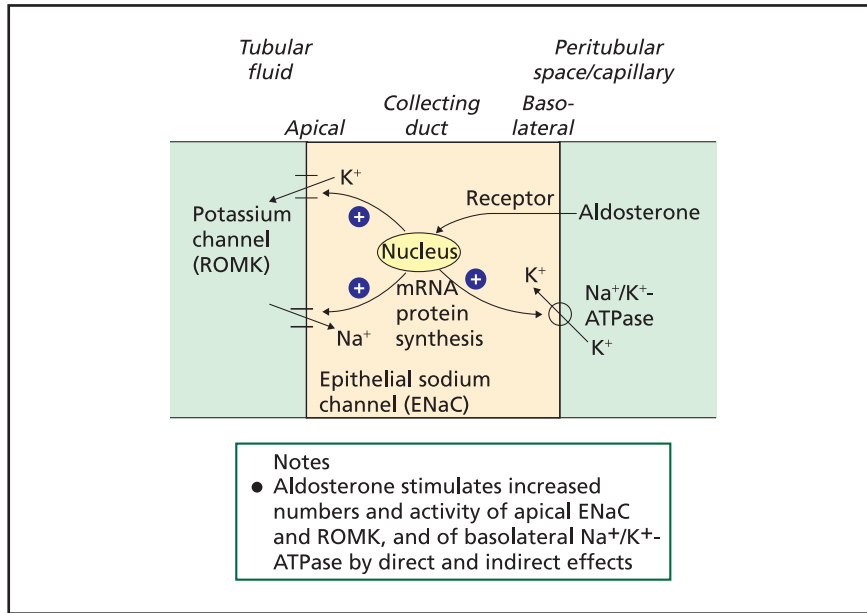 Tubular
fluid
Peritubular
space/capillary
Collecting
duct
Baso-
lateral
Apical
K⁺
Potassium
channel
(ROMK)
Receptor
Aldosterone
+
Nucleus
+
+
mRNA
protein
synthesis
K⁺
Na⁺/K⁺-
ATPase
K⁺
Na⁺
Epithelial sodium
channel (ENaC)
Notes
● Aldosterone stimulates increased
numbers and activity of apical ENaC
and ROMK, and of basolateral Na⁺/K⁺-
ATPase by direct and indirect effects